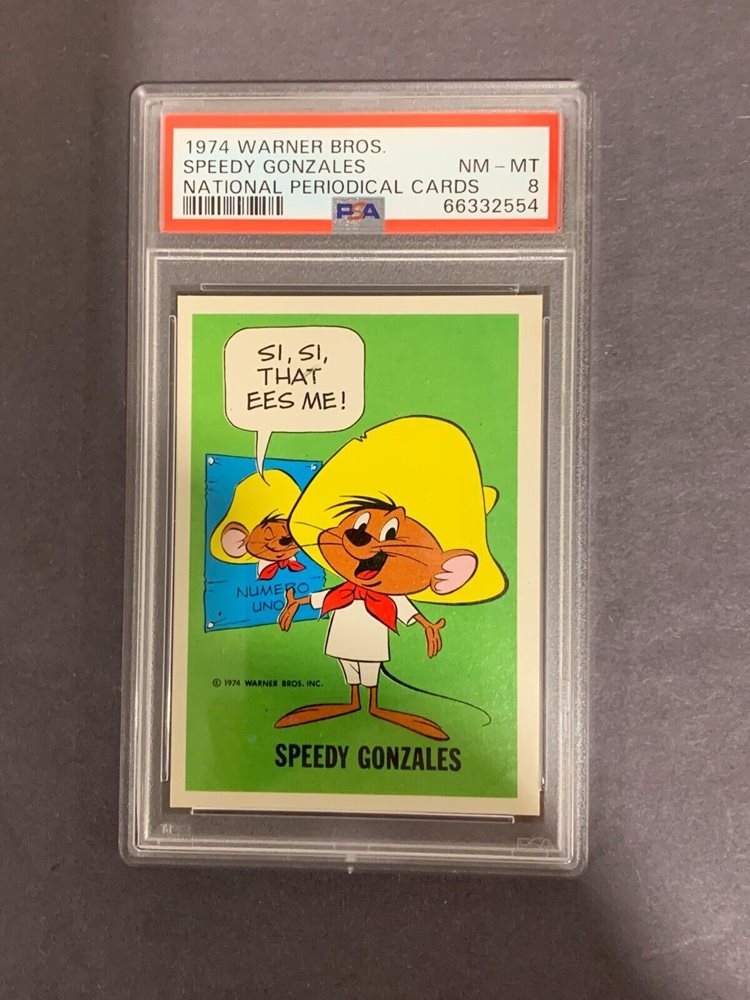 1974 WARNER BROS.
SPEEDY GONZALES NM - MT
NATIONAL PERIODICAL CARDS 8
PSA 66332554
SI, SI,
THAT
EES ME!
NUMERO
UNO
© 1974 WARNER BROS. INC.
SPEEDY GONZALES
PSA